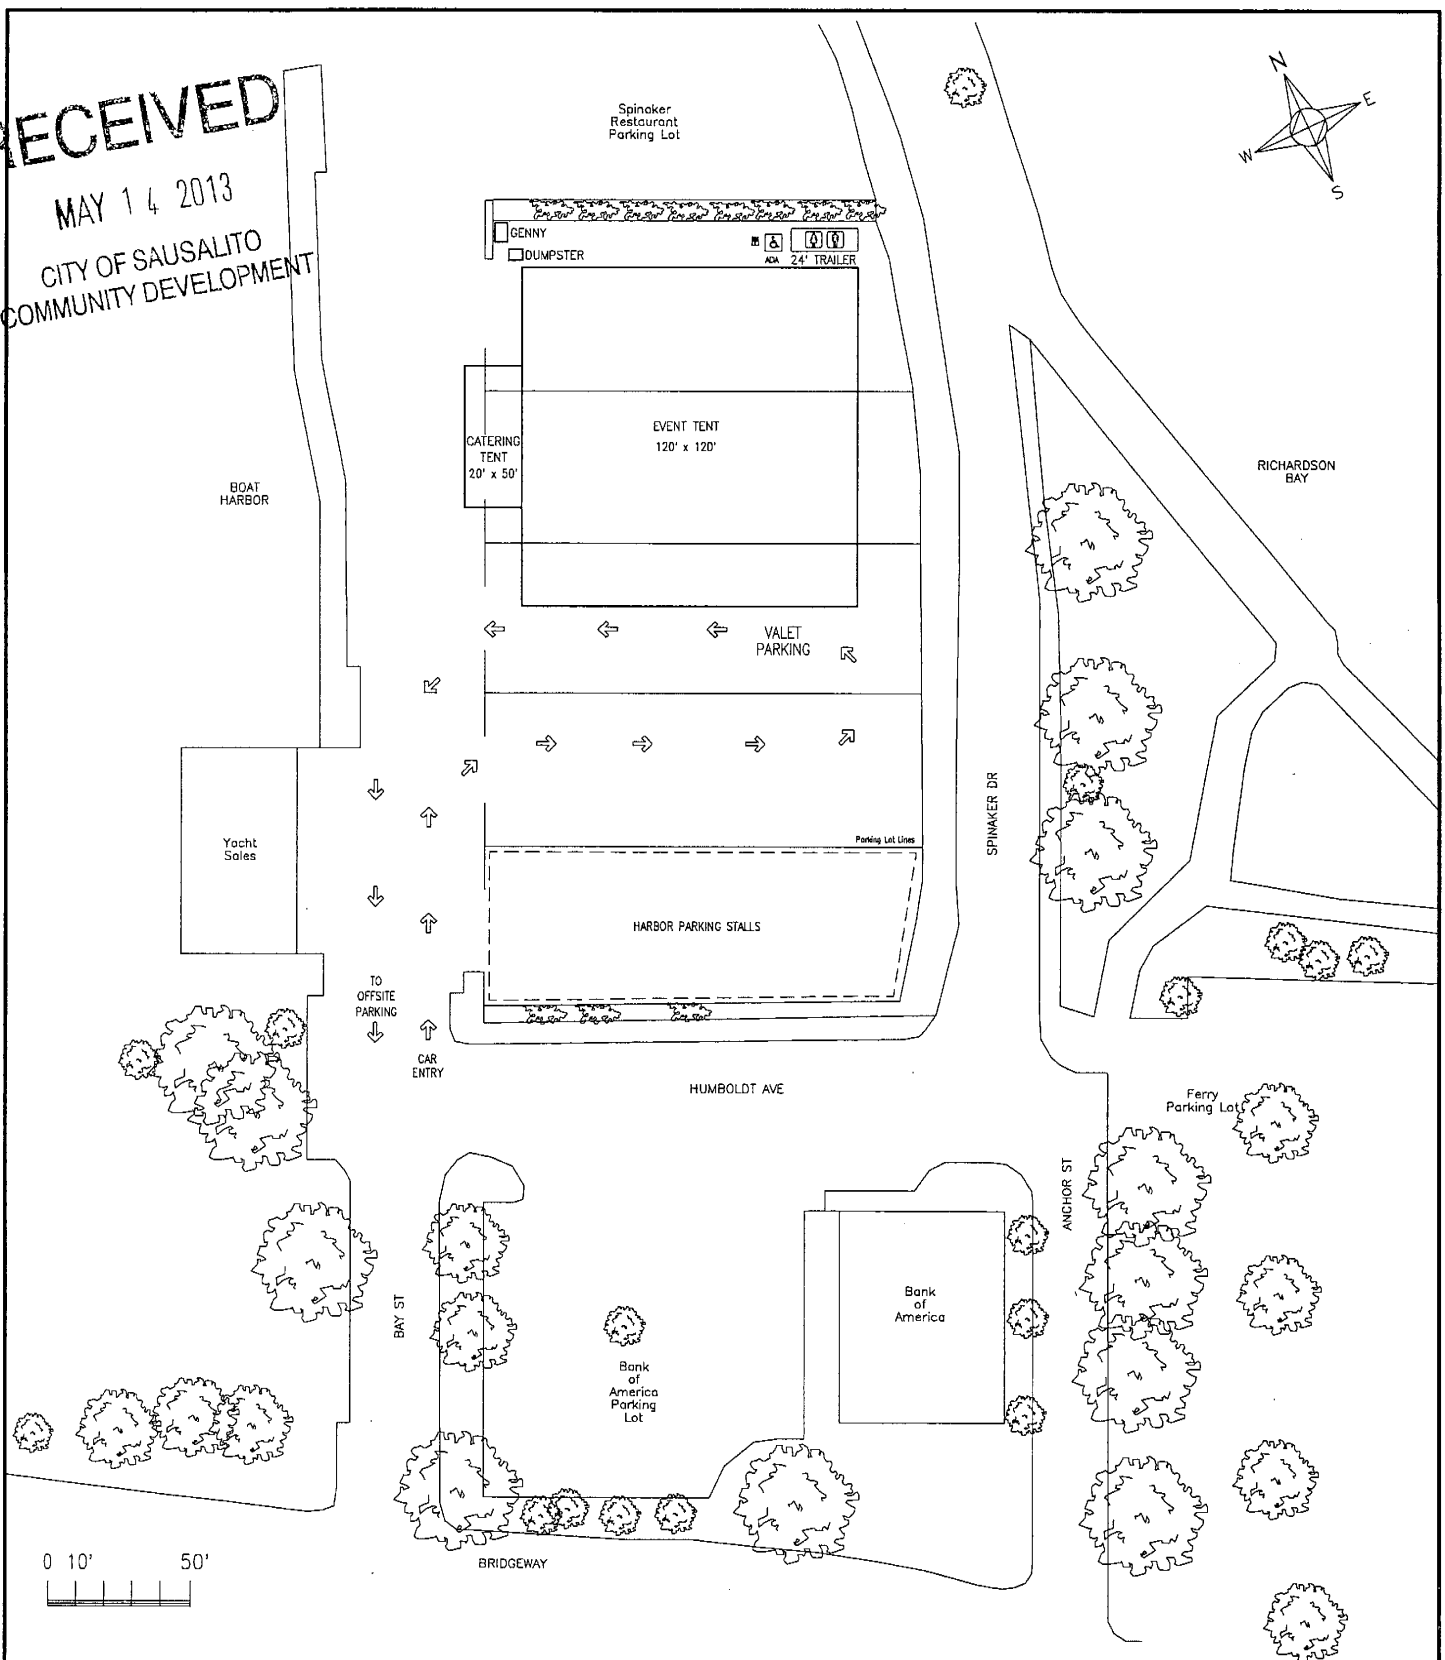 RECEIVED
MAY 14 2013
CITY OF SAUSALITO
COMMUNITY DEVELOPMENT
Spinaker
Restaurant
Parking Lot
N
E
W
S
GENNY
DUMPSTER
ADA
24' TRAILER
EVENT TENT
120' x 120'
CATERING
TENT
20' x 50'
BOAT
HARBOR
RICHARDSON
BAY
VALET
PARKING
SPINAKER DR
Yacht
Sales
Parking Lot Lines
HARBOR PARKING STALLS
TO
OFFSITE
PARKING
CAR
ENTRY
HUMBOLDT AVE
Ferry
Parking Lot
ANCHOR ST
BAY ST
Bank
of
America
Bank
of
America
Parking
Lot
BRIDGEWAY
0 10' 50'